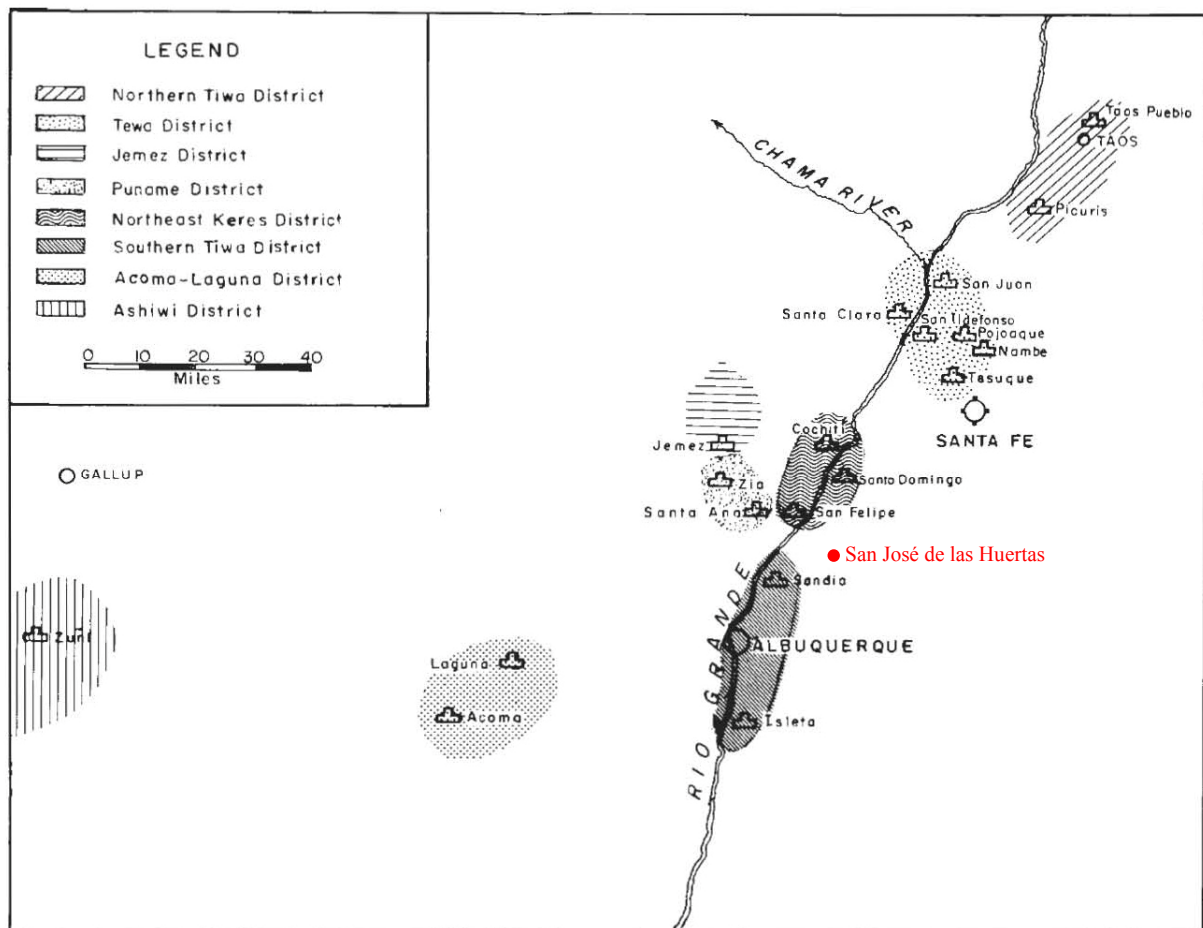 LEGEND
Northern Tiwa District
Tewa District
Jemez District
Puname District
Northeast Keres District
Southern Tiwa District
Acoma-Laguna District
Ashiwi District
0 10 20 30 40
Miles
Taos Pueblo
TAOS
Picuris
CHAMA RIVER
San Juan
Santa Clara
San Ildefonso
Pojoaque
Nambe
Tasuque
SANTA FE
Cochiti
Jemez
GALLUP
Zia
Santo Domingo
Santa Ana
San Felipe
San José de las Huertas
Sandia
RIO GRANDE
Zuñi
ALBUQUERQUE
Laguna
Acoma
Isleta